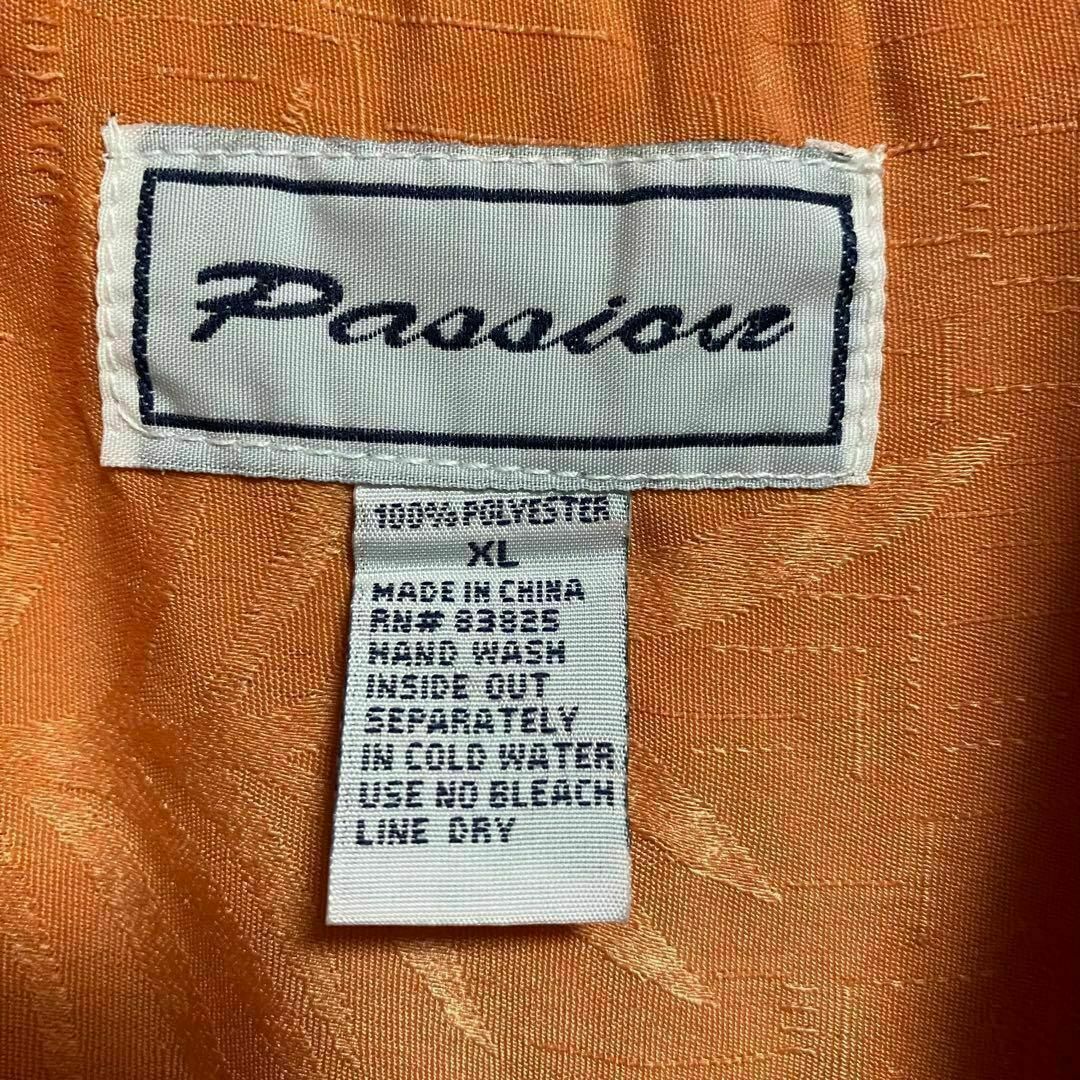 Passion
100% POLYESTER
XL
MADE IN CHINA
RN# 83825
HAND WASH
INSIDE OUT
SEPARATELY
IN COLD WATER
USE NO BLEACH
LINE DRY